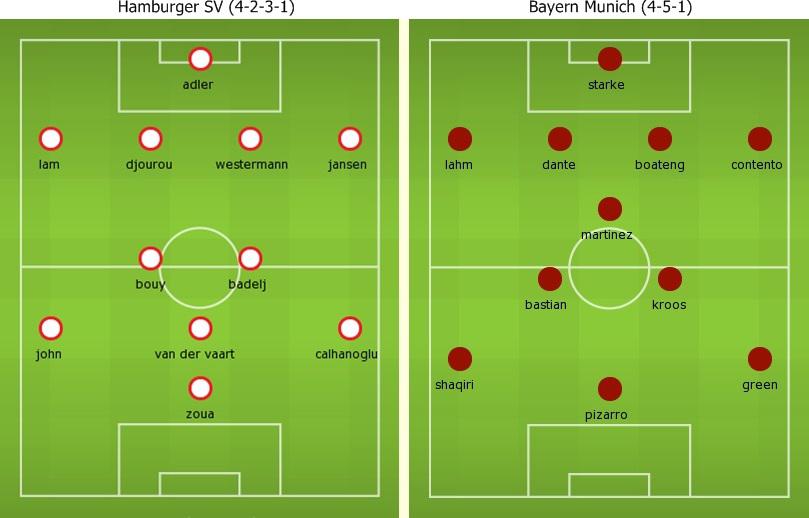 Hamburger SV (4-2-3-1)
adler
lam djourou westermann jansen
bouy badelj
john van der vaart calhanoglu
zoua
Bayern Munich (4-5-1)
starke
lahm dante boateng contento
martinez
bastian kroos
shaqiri green
pizarro